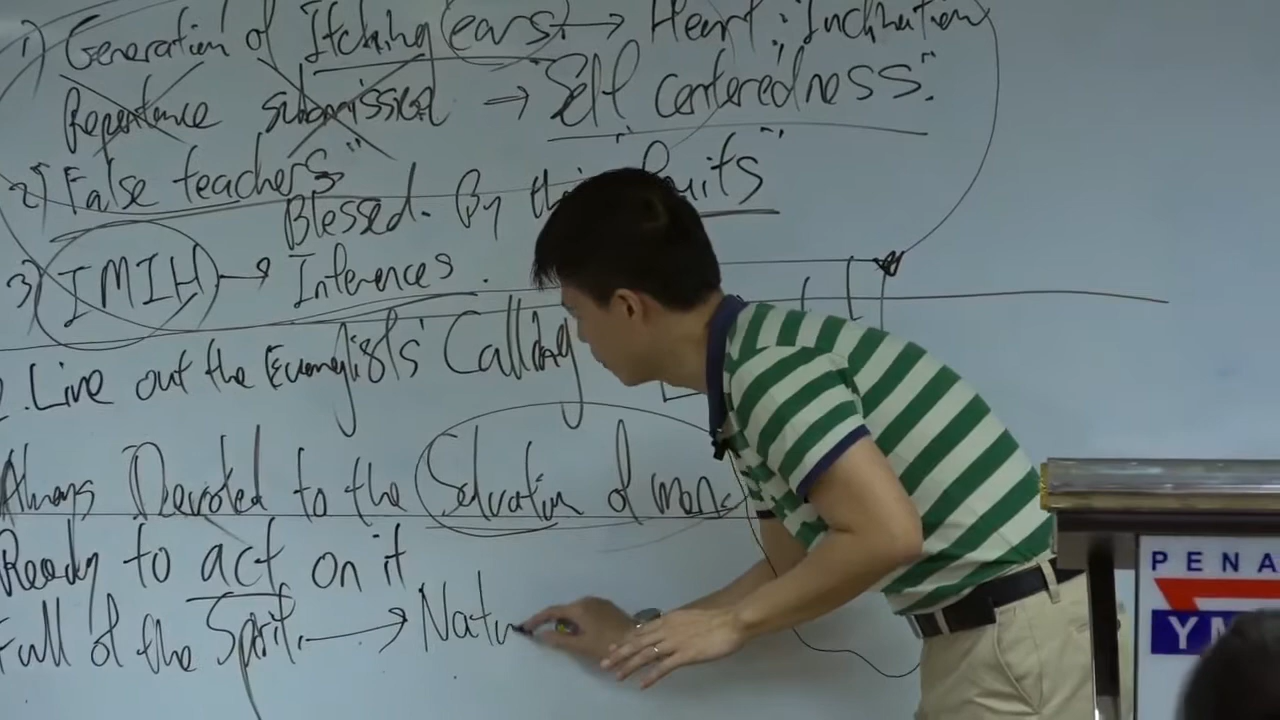 1) Generation of Itching (ears) → Heart: Inclination
Repentance submission → "Self centeredness".
2) "False teachers"
Blessed. By their "fruits"
3) IMIH → Inferences.
2. Live out the Evangelists' Calling
Always Devoted to the Salvation of
Ready to act on it
Full of the Spirit. → Natu
PENA
YM